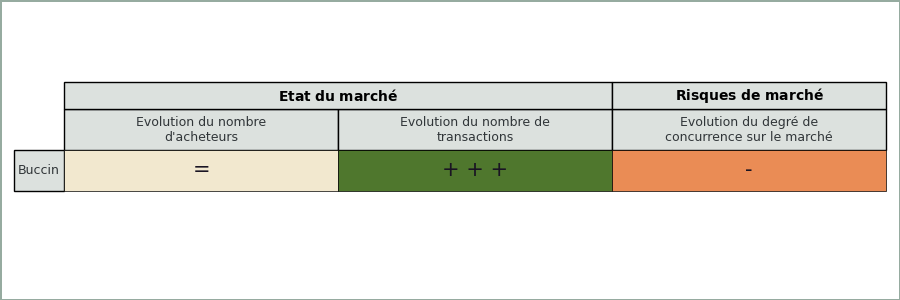 Etat du marché
Risques de marché
Evolution du nombre
d'acheteurs
Evolution du nombre de
transactions
Evolution du degré de
concurrence sur le marché
Buccin
=
+ + +
-